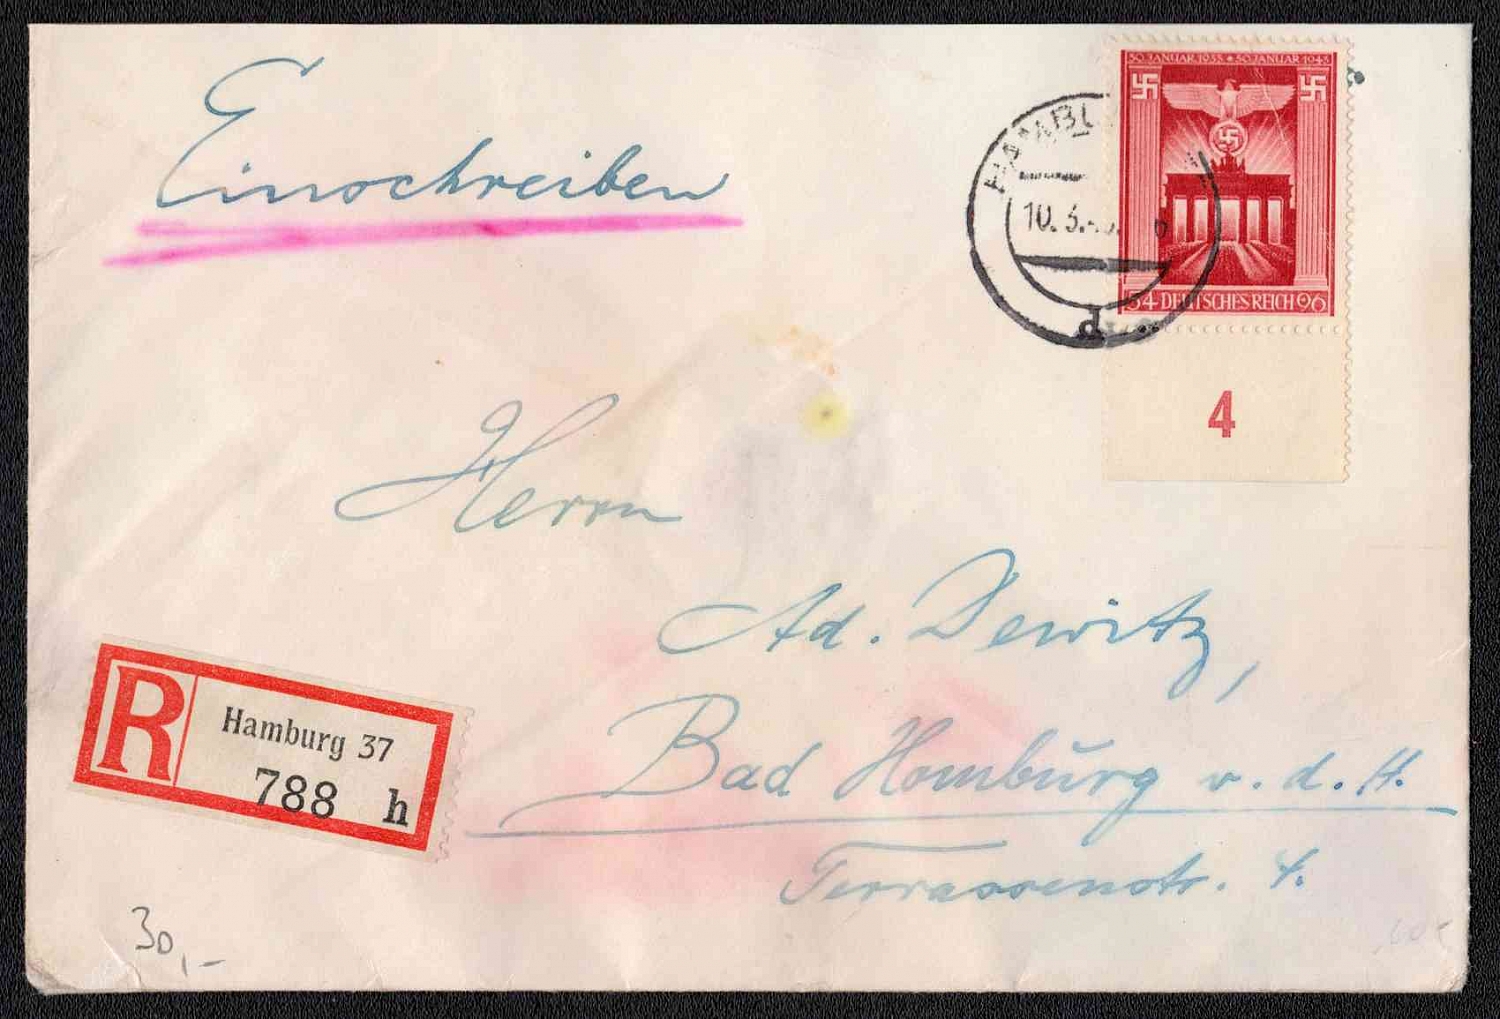 Einschreiben
30. JANUAR 1933 ★ 30. JANUAR 1943
54 DEUTSCHES REICH 96
4
HAMBU
10.3.
d
Herrn
Ad. Dewitz,
Bad Homburg v. d. H.
Terrassenstr. 4.
R
Hamburg 37
788 h
30,-